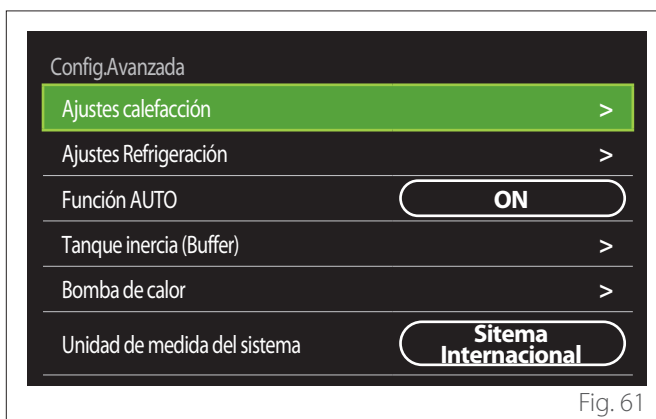 Config.Avanzada
Ajustes calefacción >
Ajustes Refrigeración >
Función AUTO ON
Tanque inercia (Buffer) >
Bomba de calor >
Unidad de medida del sistema Sitema
Internacional
Fig. 61